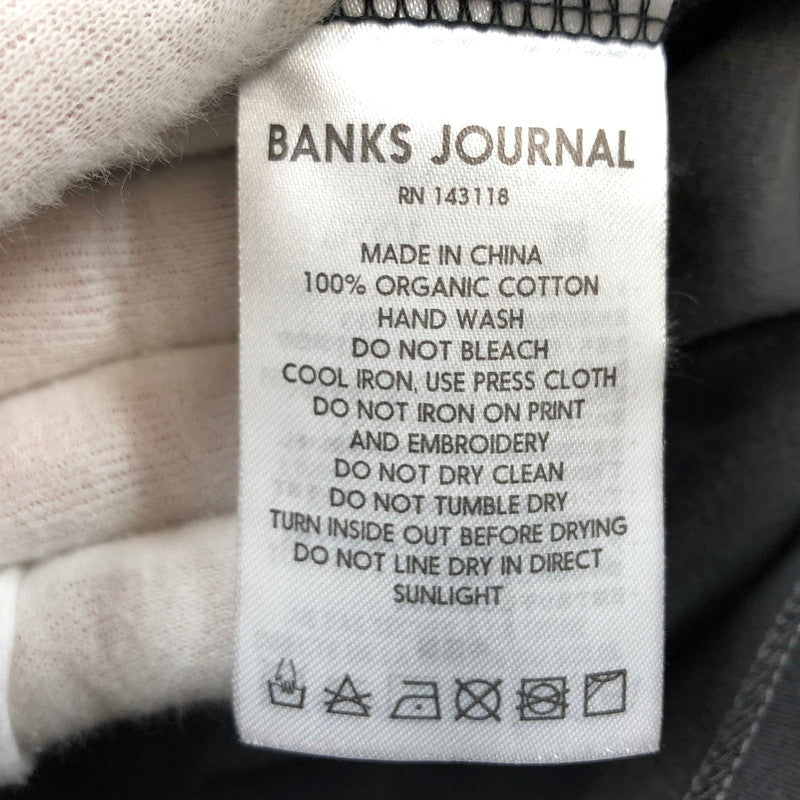 BANKS JOURNAL
RN 143118
MADE IN CHINA
100% ORGANIC COTTON
HAND WASH
DO NOT BLEACH
COOL IRON, USE PRESS CLOTH
DO NOT IRON ON PRINT
AND EMBROIDERY
DO NOT DRY CLEAN
DO NOT TUMBLE DRY
TURN INSIDE OUT BEFORE DRYING
DO NOT LINE DRY IN DIRECT
SUNLIGHT